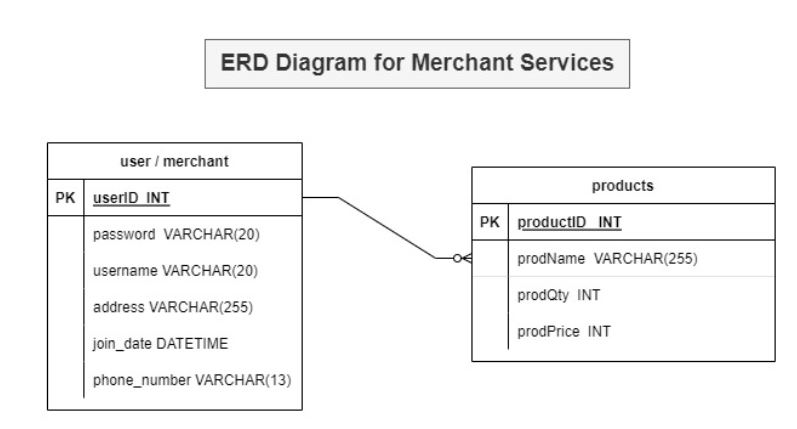 ERD Diagram for Merchant Services
user / merchant
PK userID INT
password VARCHAR(20)
username VARCHAR(20)
address VARCHAR(255)
join_date DATETIME
phone_number VARCHAR(13)
products
PK productID INT
prodName VARCHAR(255)
prodQty INT
prodPrice INT